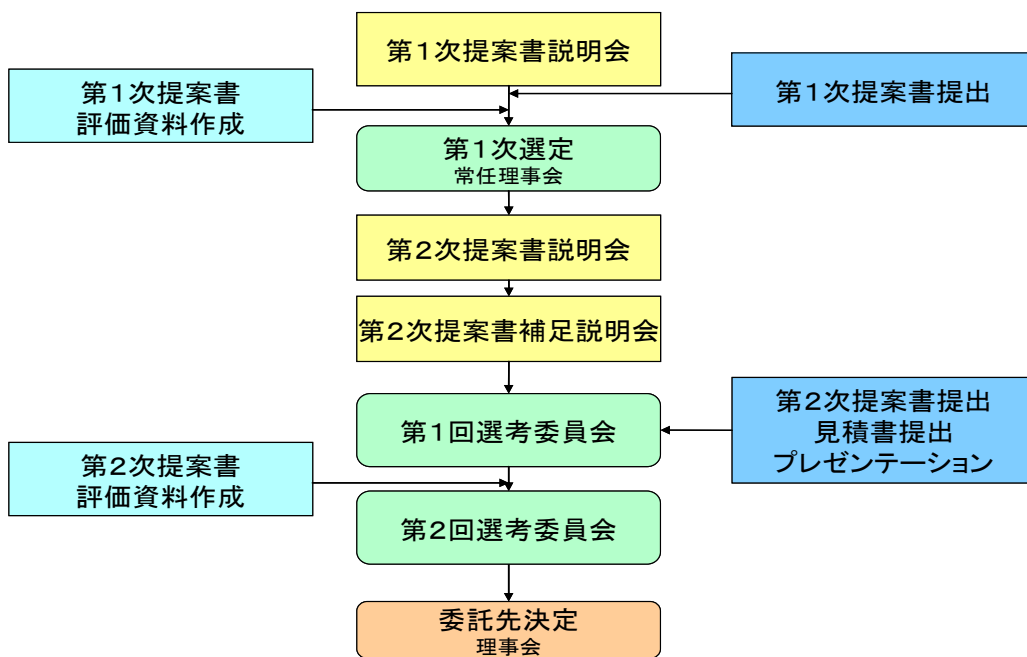 第1次提案書説明会
第1次提案書
評価資料作成
第1次提案書提出
第1次選定
常任理事会
第2次提案書説明会
第2次提案書補足説明会
第1回選考委員会
第2次提案書提出
見積書提出
プレゼンテーション
第2次提案書
評価資料作成
第2回選考委員会
委託先決定
理事会